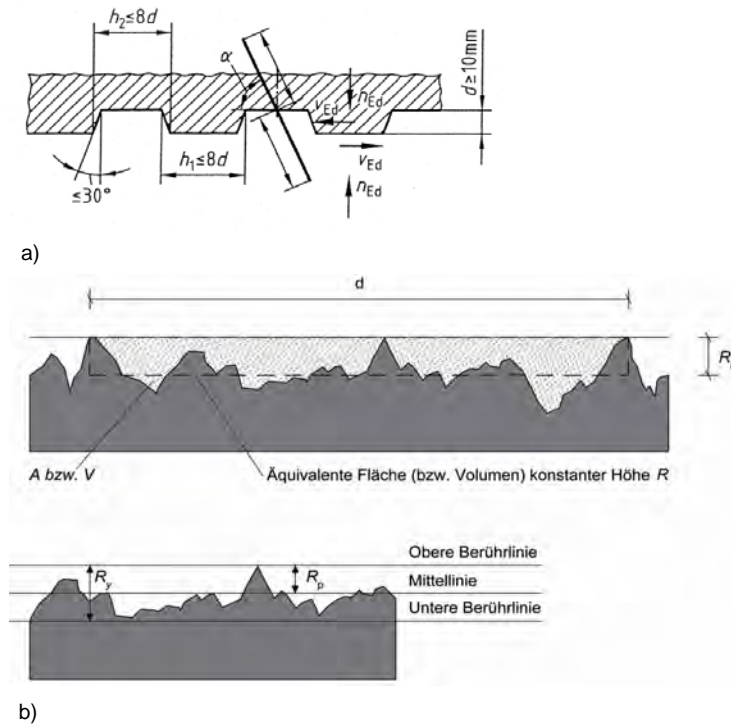 h₂≤8d
α
v_Ed
n_Ed
d≥10mm
h₁≤8d
v_Ed
n_Ed
≤30°
a)
d
A bzw. V
Äquivalente Fläche (bzw. Volumen) konstanter Höhe R
Obere Berührlinie
R_y
R_p
Mittellinie
Untere Berührlinie
b)